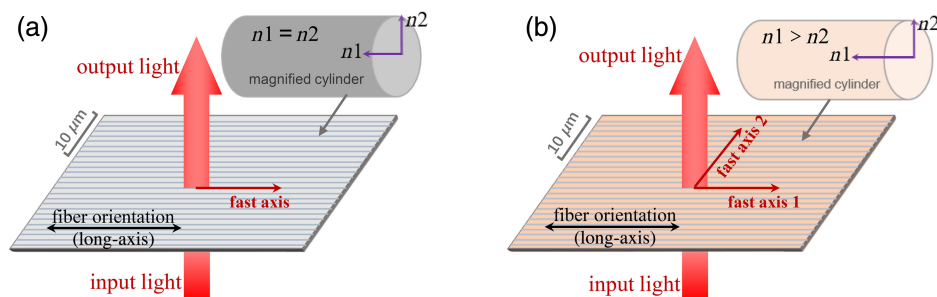 (a)
n1 = n2
n2
n1
magnified cylinder
output light
10 μm
fast axis
fiber orientation
(long-axis)
input light
(b)
n1 > n2
n2
n1
magnified cylinder
output light
10 μm
fast axis 2
fast axis 1
fiber orientation
(long-axis)
input light